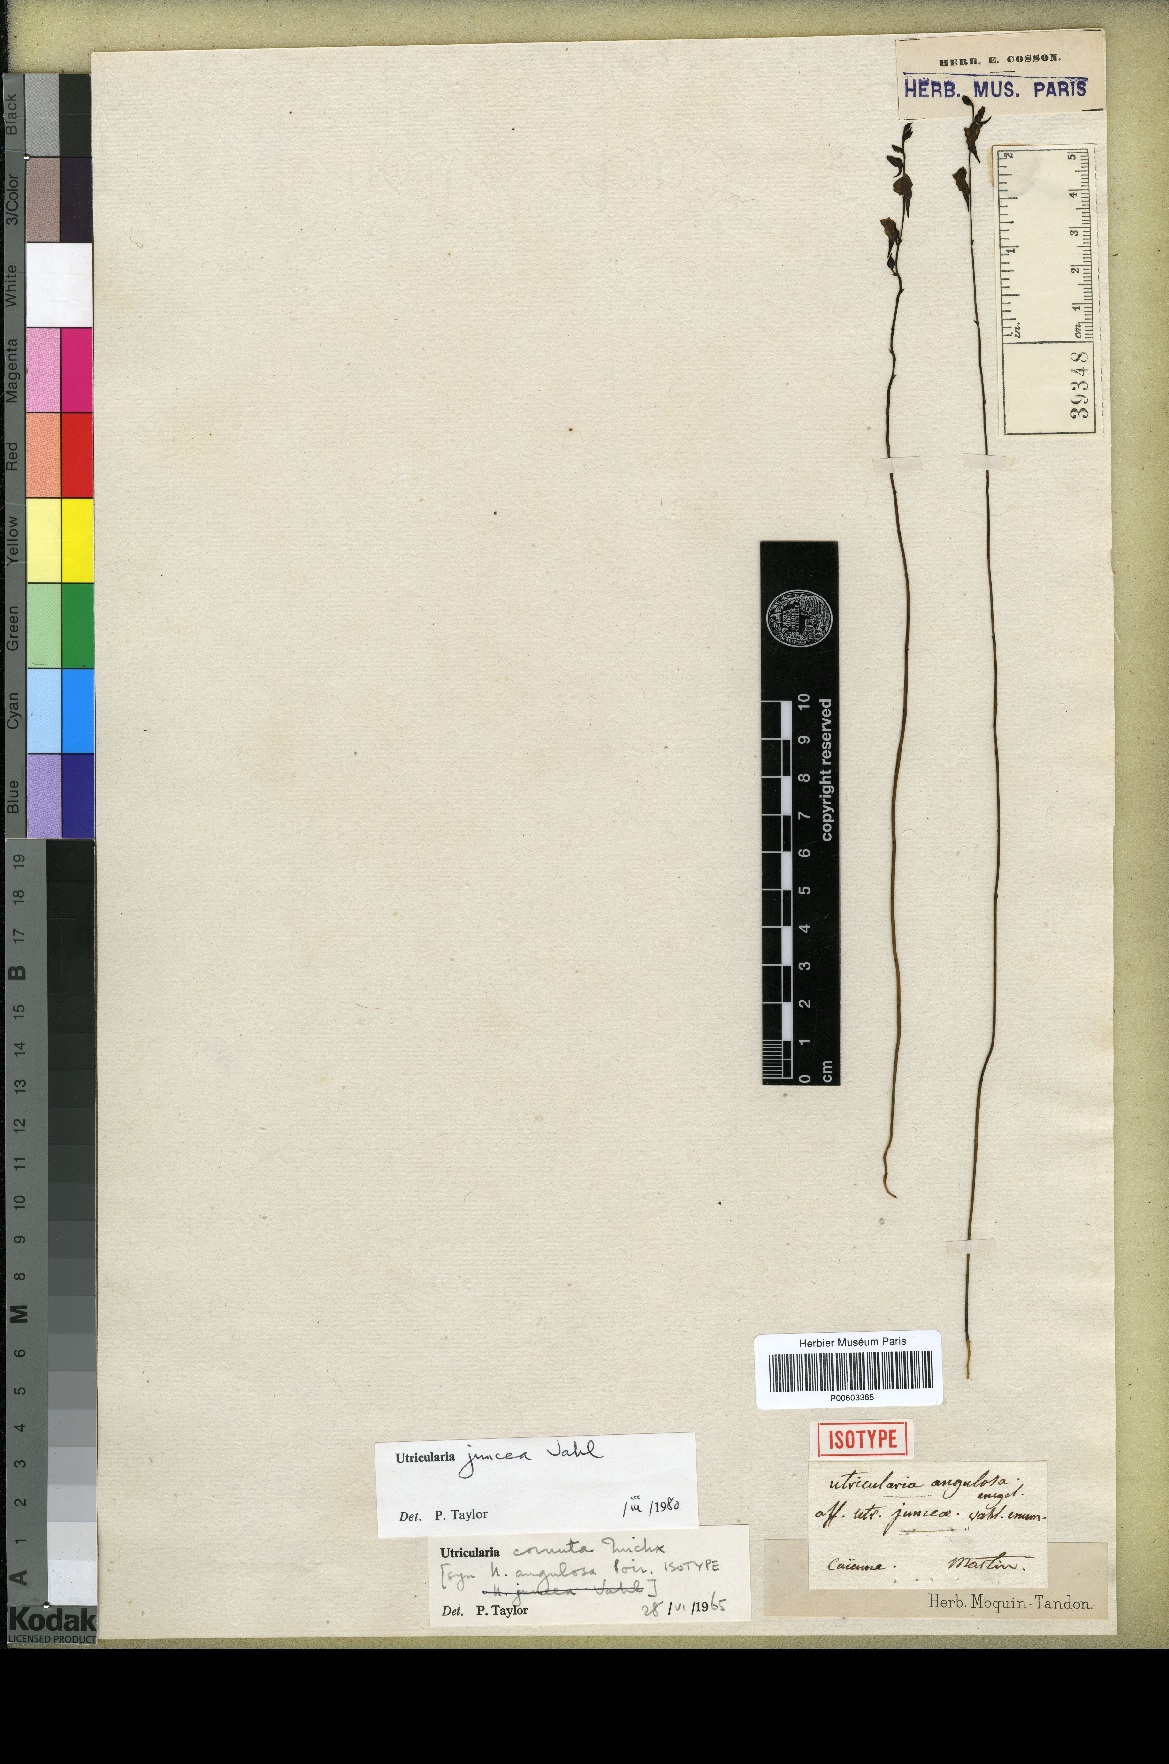 HERB. E. COSSON.
HERB. MUS. PARIS
2 5
4
3
1
2
1
in. cm
39348
Black
3/Color
White
Magenta
Red
Yellow
Green
Cyan
Blue
19
18
17
B
15
14
13
12
11
10
9
8
M
6
5
4
3
2
1
A
Kodak
LICENSED PRODUCT
10
9
8
7
6
5
4
3
2
1
0
cm
copyright reserved
Herbier Muséum Paris
P00603365
ISOTYPE
Utricularia juncea Vahl
Det. P. Taylor / iii /1980
Utricularia cornuta Michx
[syn U. angulosa Poir. ISOTYPE
U. juncea Vahl]
Det. P. Taylor 28 / VI /1965
utricularia angulosa.
encycl.
aff. utr. junceæ. Vahl. enum.
Caïenna. Martin.
Herb. Moquin-Tandon.